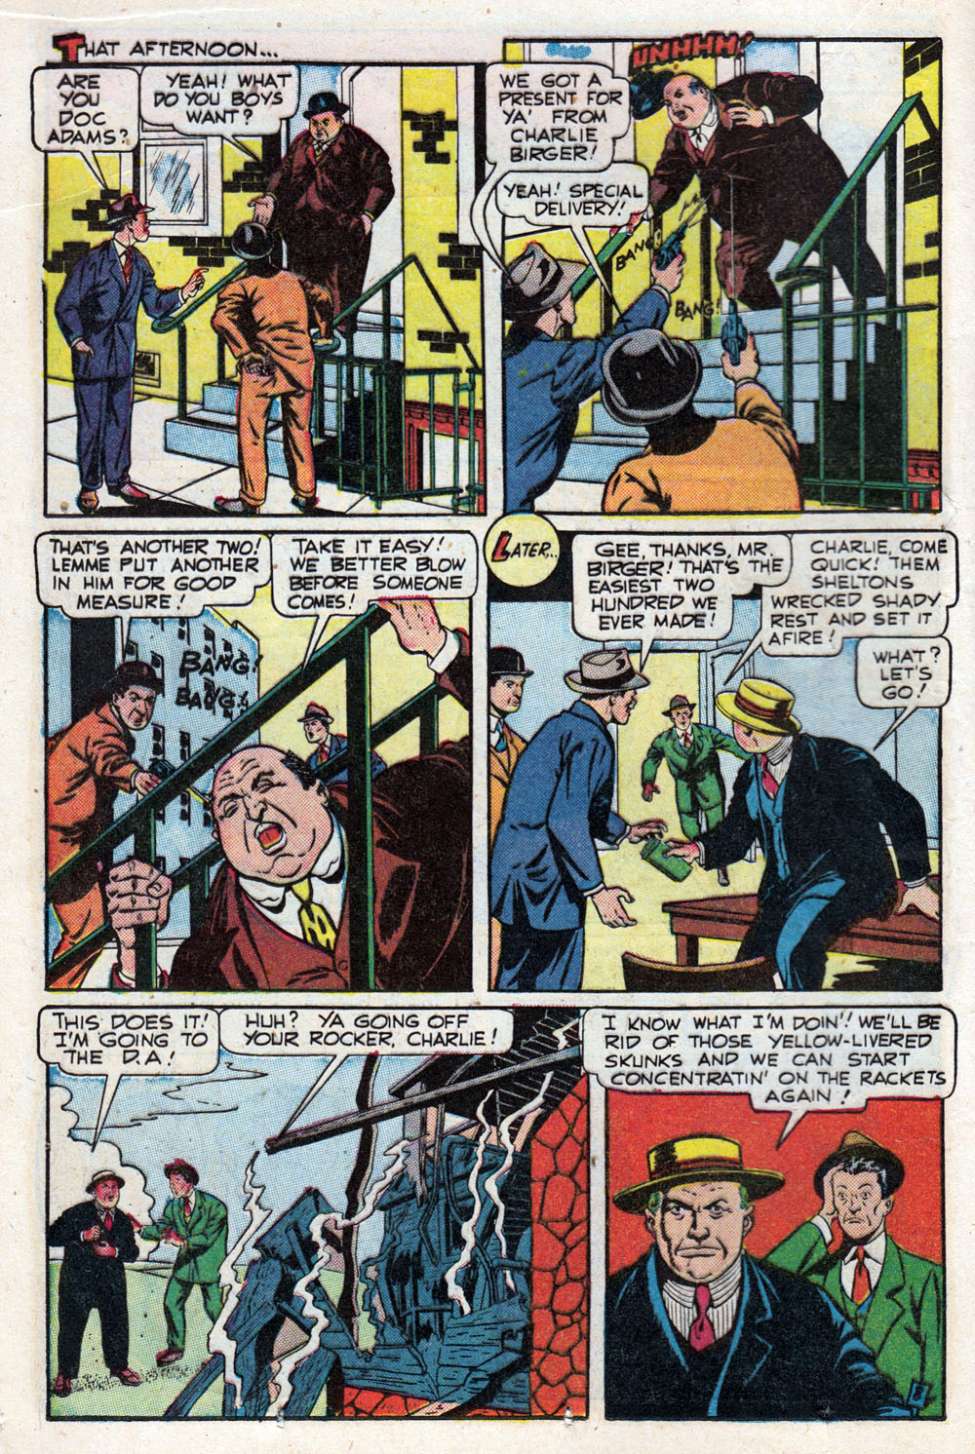 THAT AFTERNOON...
ARE
YOU
DOC
ADAMS?
YEAH! WHAT
DO YOU BOYS
WANT?
WE GOT A
PRESENT FOR
YA' FROM
CHARLIE
BIRGER!
YEAH! SPECIAL
DELIVERY!
UNHHH!
BANG!
BANG!
THAT'S ANOTHER TWO!
LEMME PUT ANOTHER
IN HIM FOR GOOD
MEASURE!
TAKE IT EASY!
WE BETTER BLOW
BEFORE SOMEONE
COMES!
BANG!
BANG!
LATER...
GEE, THANKS, MR.
BIRGER! THAT'S THE
EASIEST TWO
HUNDRED WE
EVER MADE!
CHARLIE, COME
QUICK! THEM
SHELTONS
WRECKED SHADY
REST AND SET IT
AFIRE!
WHAT?
LET'S
GO!
THIS DOES IT!
I'M GOING TO
THE D.A!
HUH? YA GOING OFF
YOUR ROCKER, CHARLIE!
I KNOW WHAT I'M DOIN'! WE'LL BE
RID OF THOSE YELLOW-LIVERED
SKUNKS AND WE CAN START
CONCENTRATIN' ON THE RACKETS
AGAIN!